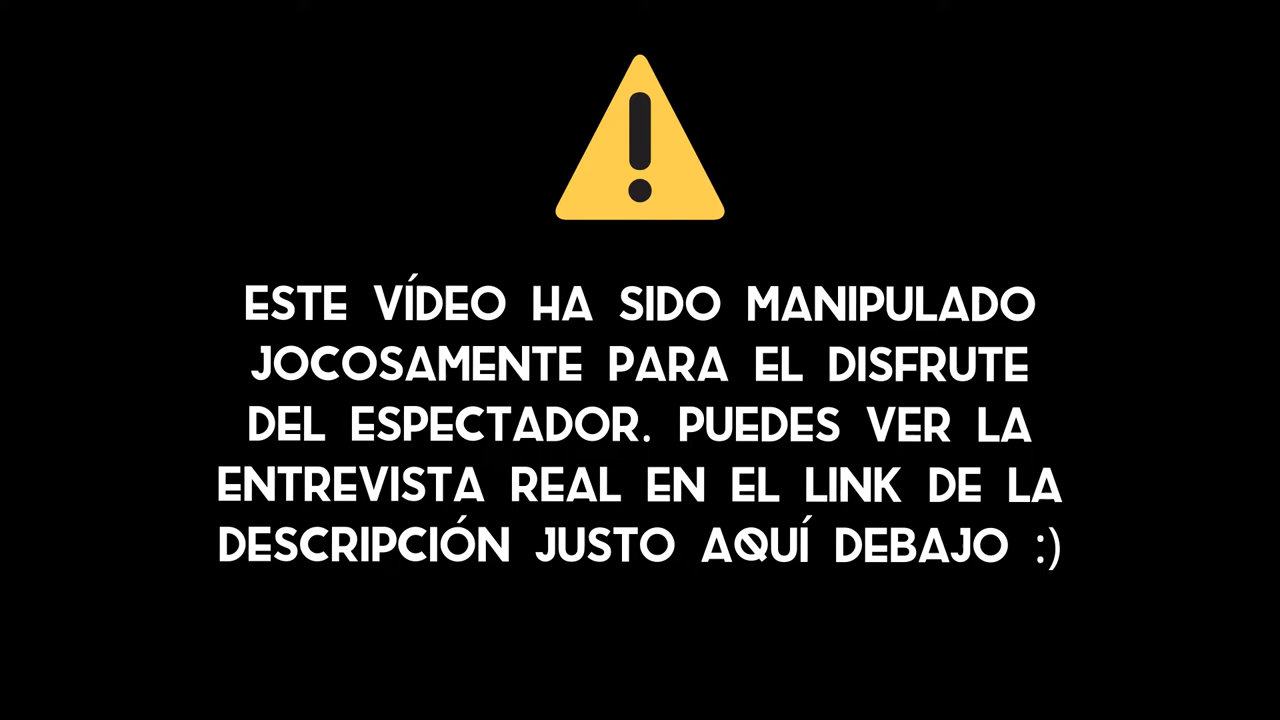 ESTE VÍDEO HA SIDO MANIPULADO
JOCOSAMENTE PARA EL DISFRUTE
DEL ESPECTADOR. PUEDES VER LA
ENTREVISTA REAL EN EL LINK DE LA
DESCRIPCIÓN JUSTO AQUÍ DEBAJO :)